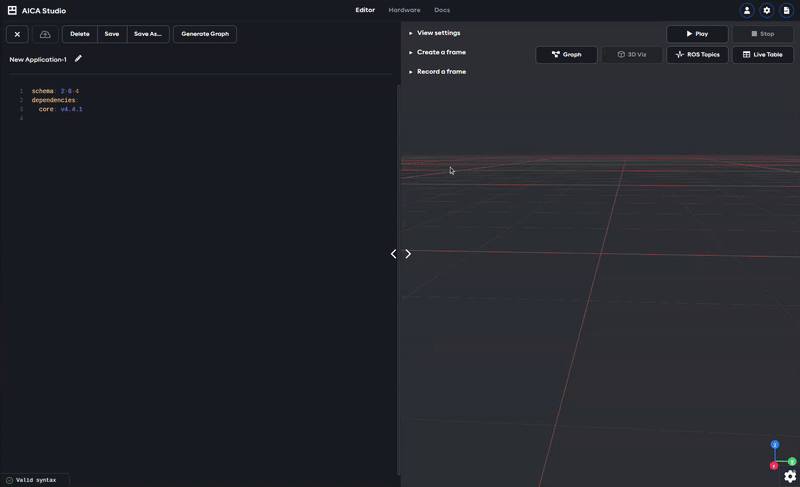 AICA Studio
Editor
Hardware
Docs
Delete
Save
Save As...
Generate Graph
New Application-1
1 schema: 2-0-4
2 dependencies:
3 core: v4.4.1
4
Valid syntax
View settings
Create a frame
Record a frame
Play
Stop
Graph
3D Viz
ROS Topics
Live Table